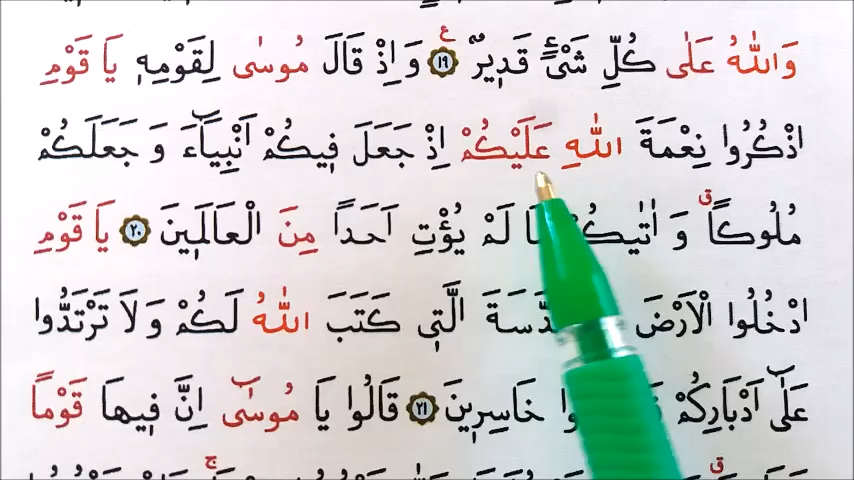 وَاللّٰهُ عَلٰى كُلِّ شَىْءٍ قَدٖيرٌ ﴿١٩﴾ ع وَاِذْ قَالَ مُوسٰى لِقَوْمِهٖ يَا قَوْمِ
اذْكُرُوا نِعْمَةَ اللّٰهِ عَلَيْكُمْ اِذْ جَعَلَ فٖيكُمْ اَنْبِيَٓاءَ وَ جَعَلَكُمْ
مُلُوكاً ق وَ اٰتٰيكُمْ لَمْ يُؤْتِ اَحَداً مِنَ الْعَالَمٖينَ ﴿٢٠﴾ يَا قَوْمِ
ادْخُلُوا الْاَرْضَ الَّتٖى كَتَبَ اللّٰهُ لَكُمْ وَلَا تَرْتَدُّوا
عَلٰٓى اَدْبَارِكُمْ خَاسِرٖينَ ﴿٢١﴾ قَالُوا يَا مُوسٰٓى اِنَّ فٖيهَا قَوْماً